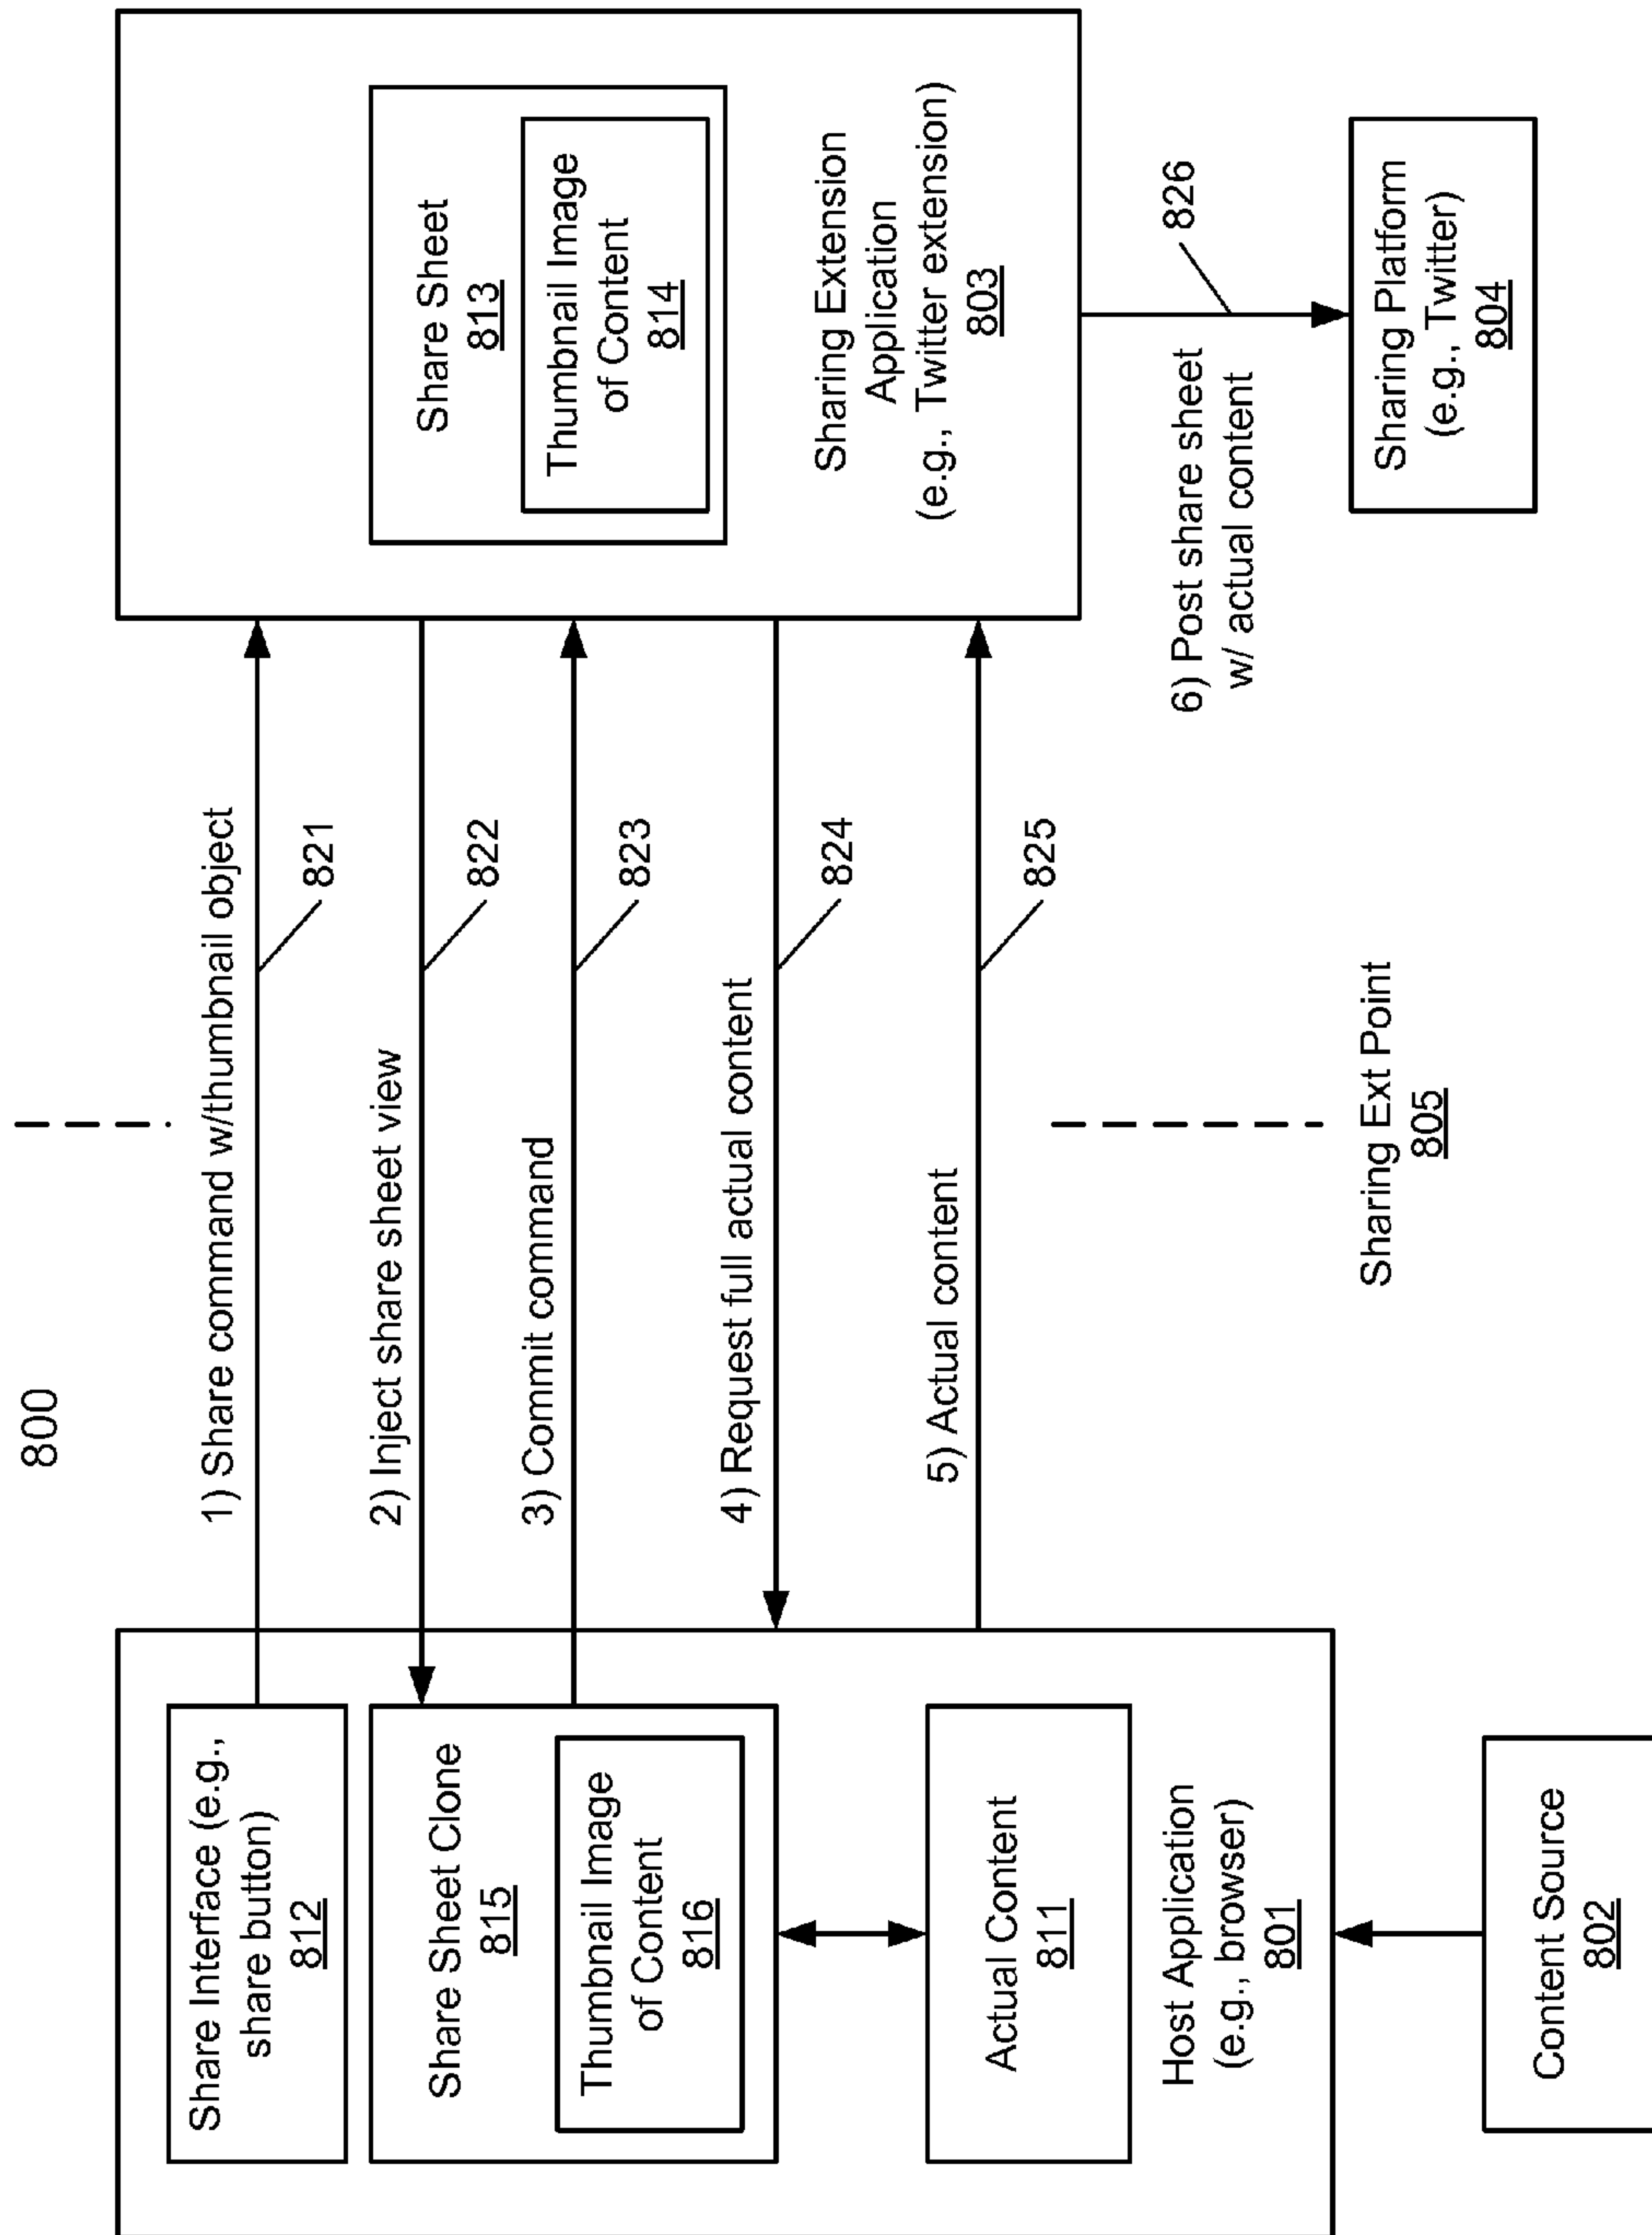 800
1) Share command w/thumbnail object
821
2) Inject share sheet view
822
3) Commit command
823
4) Request full actual content
824
5) Actual content
825
Sharing Ext Point
805
Share Interface (e.g.,
share button)
812
Share Sheet Clone
815
Thumbnail Image
of Content
816
Actual Content
811
Host Application
(e.g., browser)
801
Content Source
802
Share Sheet
813
Thumbnail Image
of Content
814
Sharing Extension
Application
(e.g., Twitter extension)
803
6) Post share sheet
w/ actual content
826
Sharing Platform
(e.g., Twitter)
804